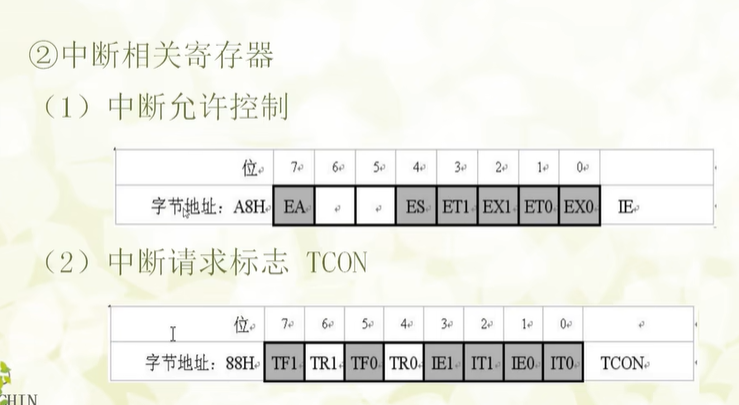 ②中断相关寄存器
（1）中断允许控制
位 7 6 5 4 3 2 1 0
字节地址：A8H EA ES ET1 EX1 ET0 EX0 IE
（2）中断请求标志 TCON
位 7 6 5 4 3 2 1 0
字节地址：88H TF1 TR1 TF0 TR0 IE1 IT1 IE0 IT0 TCON
CHIN